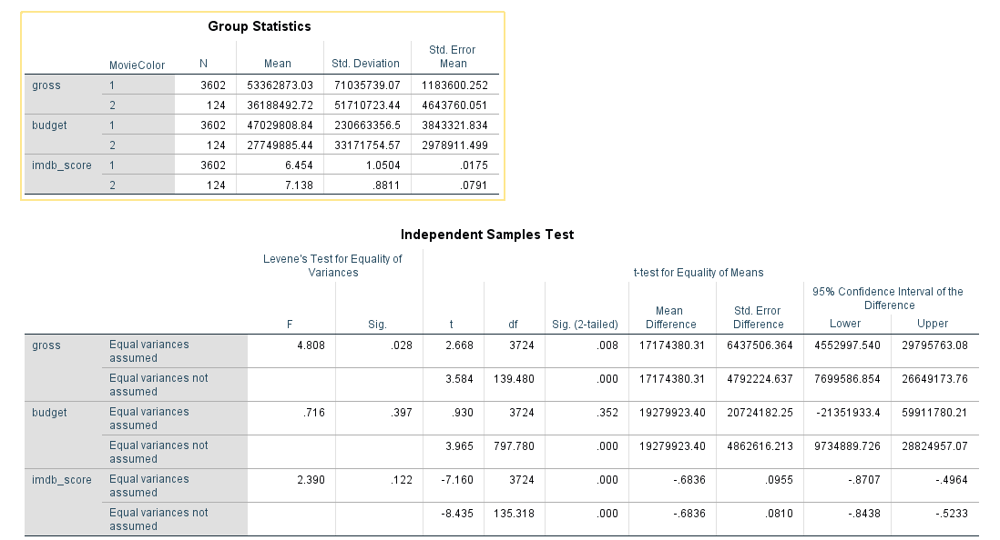 Group Statistics
MovieColor N Mean Std. Deviation Std. Error Mean
gross 1 3602 53362873.03 71035739.07 1183600.252
2 124 36188492.72 51710723.44 4643760.051
budget 1 3602 47029808.84 230663356.5 3843321.834
2 124 27749885.44 33171754.57 2978911.499
imdb_score 1 3602 6.454 1.0504 .0175
2 124 7.138 .8811 .0791
Independent Samples Test
Levene's Test for Equality of Variances
t-test for Equality of Means
95% Confidence Interval of the Difference
F Sig. t df Sig. (2-tailed) Mean Difference Std. Error Difference Lower Upper
gross Equal variances assumed 4.808 .028 2.668 3724 .008 17174380.31 6437506.364 4552997.540 29795763.08
Equal variances not assumed 3.584 139.480 .000 17174380.31 4792224.637 7699586.854 26649173.76
budget Equal variances assumed .716 .397 .930 3724 .352 19279923.40 20724182.25 -21351933.4 59911780.21
Equal variances not assumed 3.965 797.780 .000 19279923.40 4862616.213 9734889.726 28824957.07
imdb_score Equal variances assumed 2.390 .122 -7.160 3724 .000 -.6836 .0955 -.8707 -.4964
Equal variances not assumed -8.435 135.318 .000 -.6836 .0810 -.8438 -.5233